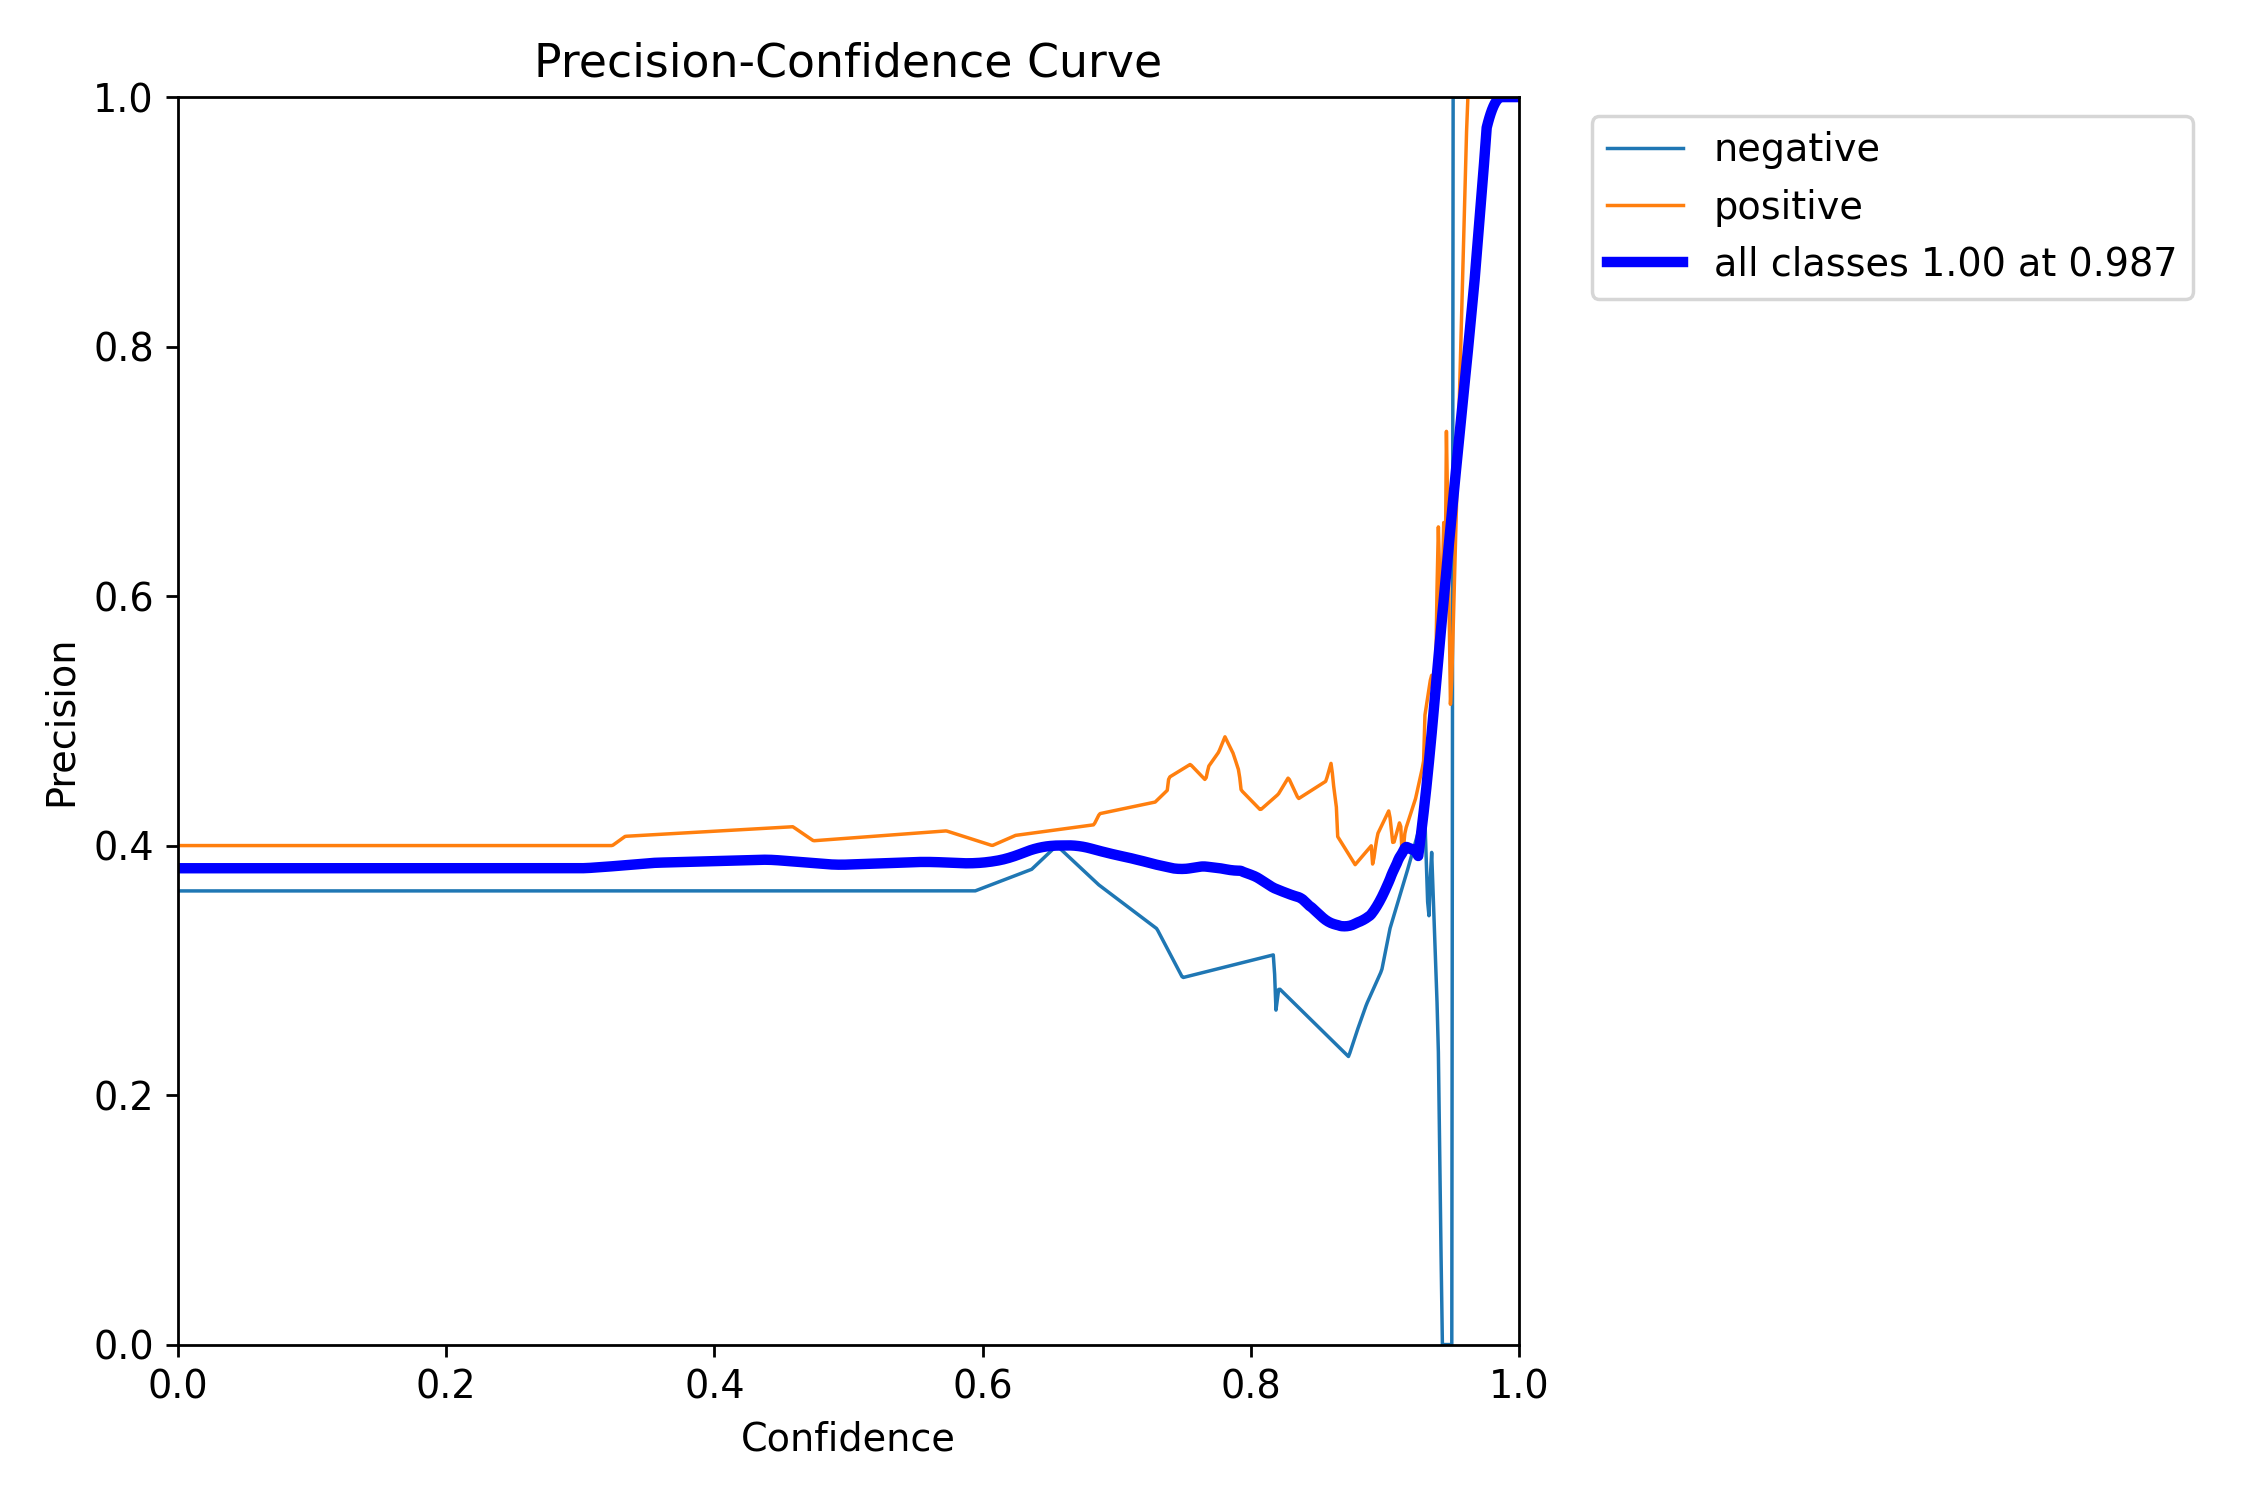 Precision-Confidence Curve
1.0
0.8
0.6
0.4
0.2
0.0
Precision
0.0 0.2 0.4 0.6 0.8 1.0
Confidence
negative
positive
all classes 1.00 at 0.987